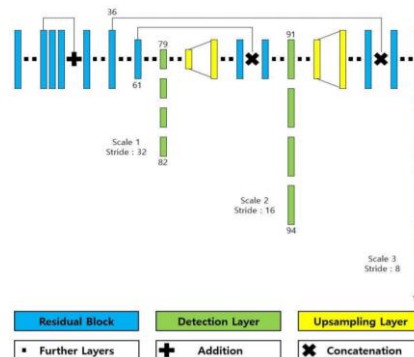 36
79
91
61
Scale 1
Stride : 32
82
Scale 2
Stride : 16
94
Scale 3
Stride : 8
Residual Block
Detection Layer
Upsampling Layer
Further Layers
Addition
Concatenation